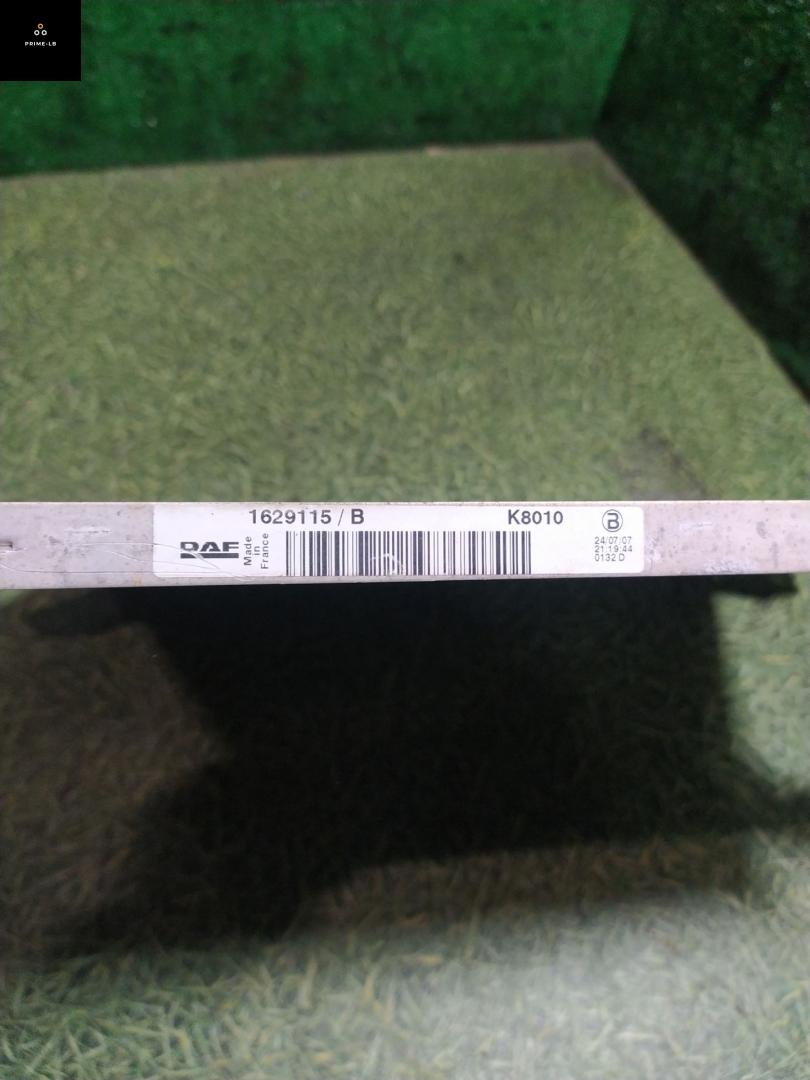 PRIME-LB
1629115 / B
K8010
B
DAF
Made
in
France
24/07/07
21:19:44
0132 D